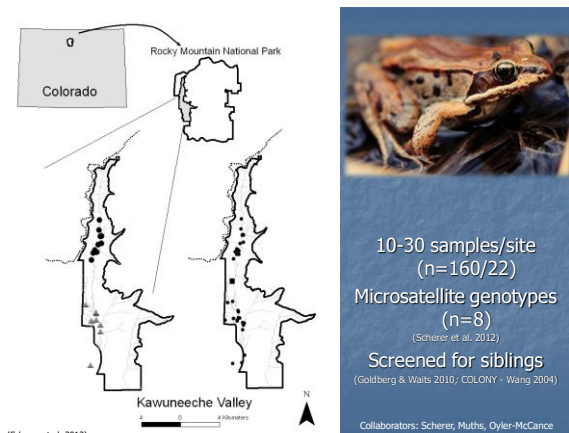 Rocky Mountain National Park
Colorado
Kawuneeche Valley
4 0 4 Kilometers
N
10-30 samples/site
(n=160/22)
Microsatellite genotypes
(n=8)
(Scherer et al. 2012)
Screened for siblings
(Goldberg & Waits 2010; COLONY - Wang 2004)
Collaborators: Scherer, Muths, Oyler-McCance